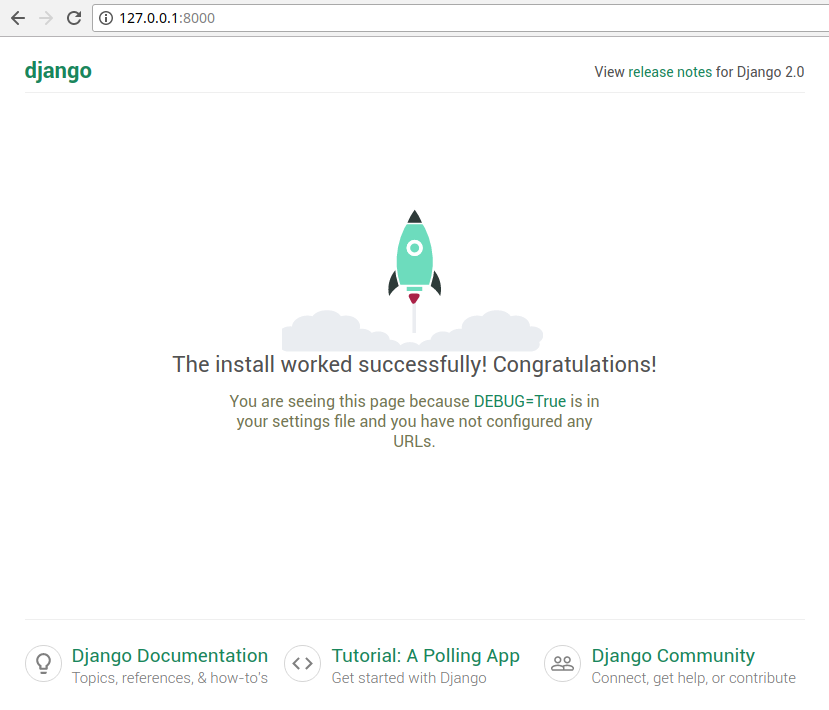 127.0.0.1:8000
django
View release notes for Django 2.0
The install worked successfully! Congratulations!
You are seeing this page because DEBUG=True is in
your settings file and you have not configured any
URLs.
Django Documentation
Topics, references, & how-to's
Tutorial: A Polling App
Get started with Django
Django Community
Connect, get help, or contribute